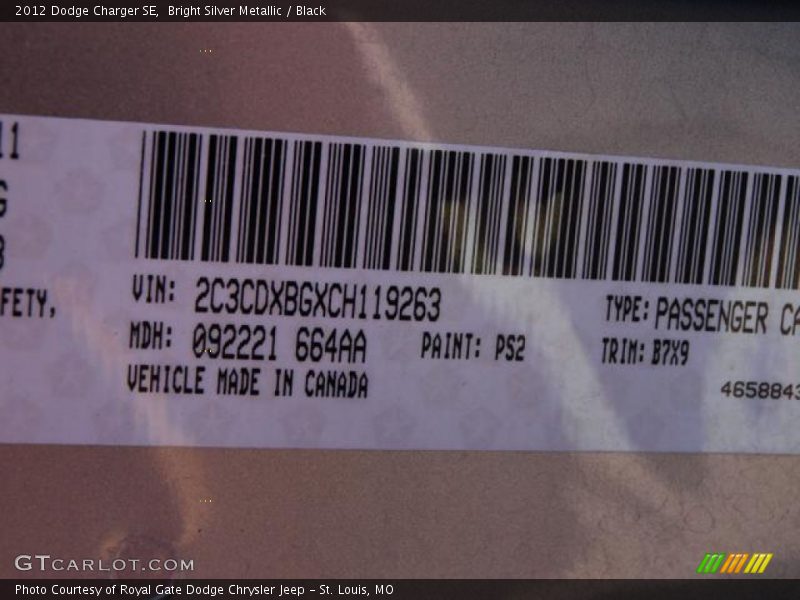 2012 Dodge Charger SE, Bright Silver Metallic / Black
11
VIN: 2C3CDXBGXCH119263
TYPE: PASSENGER CA
FETY,
MDH: 092221 664AA
PAINT: PS2
TRIM: B7X9
VEHICLE MADE IN CANADA
4658843
GTCARLOT.COM
Photo Courtesy of Royal Gate Dodge Chrysler Jeep – St. Louis, MO